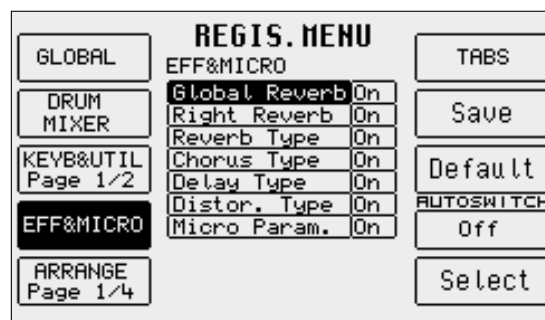 REGIS. MENU
EFF&MICRO
GLOBAL
DRUM
MIXER
KEYB&UTIL
Page 1/2
EFF&MICRO
ARRANGE
Page 1/4
Global Reverb On
Right Reverb On
Reverb Type On
Chorus Type On
Delay Type On
Distor. Type On
Micro Param. On
TABS
Save
Default
AUTOSWITCH
Off
Select